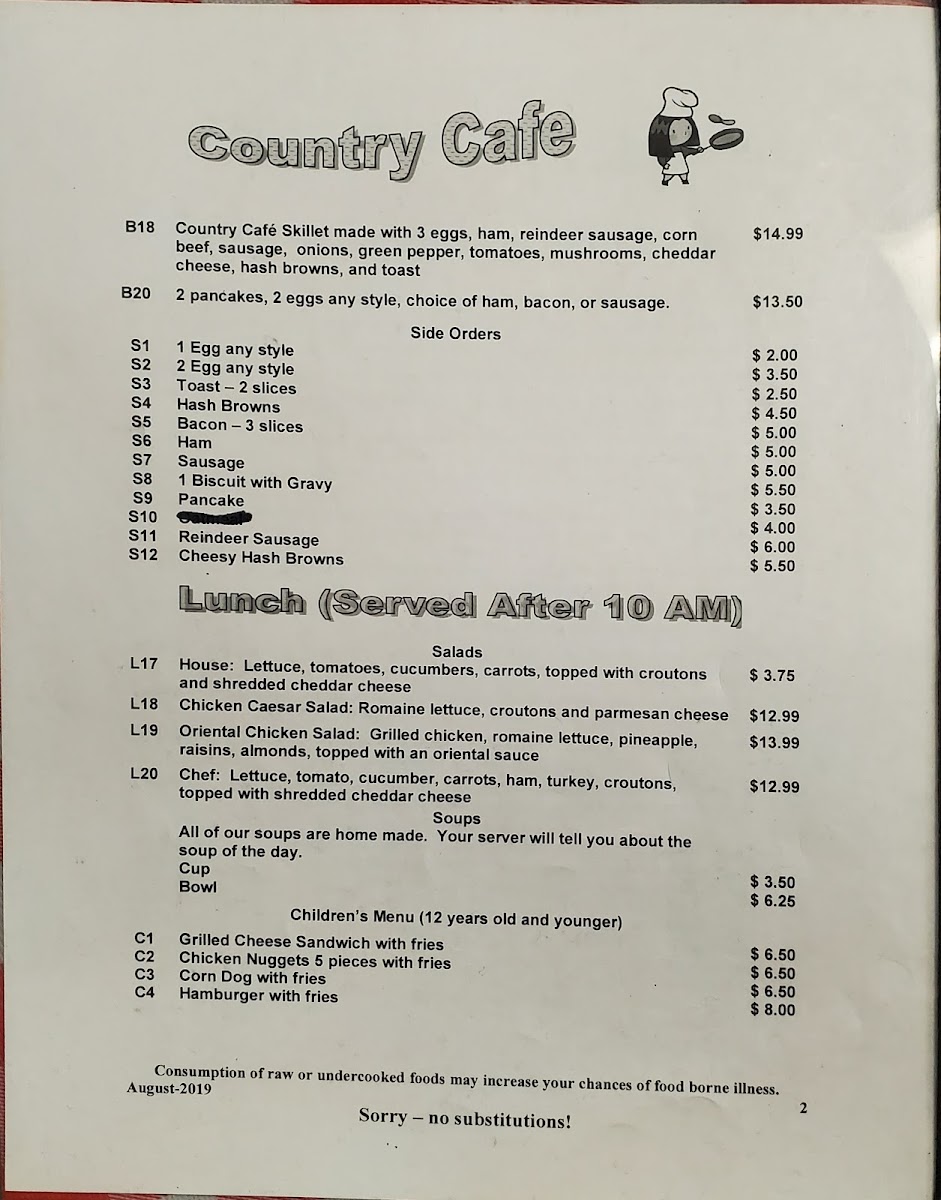 Country Cafe
B18 Country Café Skillet made with 3 eggs, ham, reindeer sausage, corn $14.99
beef, sausage, onions, green pepper, tomatoes, mushrooms, cheddar
cheese, hash browns, and toast
B20 2 pancakes, 2 eggs any style, choice of ham, bacon, or sausage. $13.50
Side Orders
S1 1 Egg any style $ 2.00
S2 2 Egg any style $ 3.50
S3 Toast – 2 slices $ 2.50
S4 Hash Browns $ 4.50
S5 Bacon – 3 slices $ 5.00
S6 Ham $ 5.00
S7 Sausage $ 5.00
S8 1 Biscuit with Gravy $ 5.50
S9 Pancake $ 3.50
S10 $ 4.00
S11 Reindeer Sausage $ 6.00
S12 Cheesy Hash Browns $ 5.50
Lunch (Served After 10 AM)
Salads
L17 House: Lettuce, tomatoes, cucumbers, carrots, topped with croutons $ 3.75
and shredded cheddar cheese
L18 Chicken Caesar Salad: Romaine lettuce, croutons and parmesan cheese $12.99
L19 Oriental Chicken Salad: Grilled chicken, romaine lettuce, pineapple, $13.99
raisins, almonds, topped with an oriental sauce
L20 Chef: Lettuce, tomato, cucumber, carrots, ham, turkey, croutons, $12.99
topped with shredded cheddar cheese
Soups
All of our soups are home made. Your server will tell you about the
soup of the day.
Cup $ 3.50
Bowl $ 6.25
Children's Menu (12 years old and younger)
C1 Grilled Cheese Sandwich with fries $ 6.50
C2 Chicken Nuggets 5 pieces with fries $ 6.50
C3 Corn Dog with fries $ 6.50
C4 Hamburger with fries $ 8.00
Consumption of raw or undercooked foods may increase your chances of food borne illness.
August-2019
2
Sorry – no substitutions!